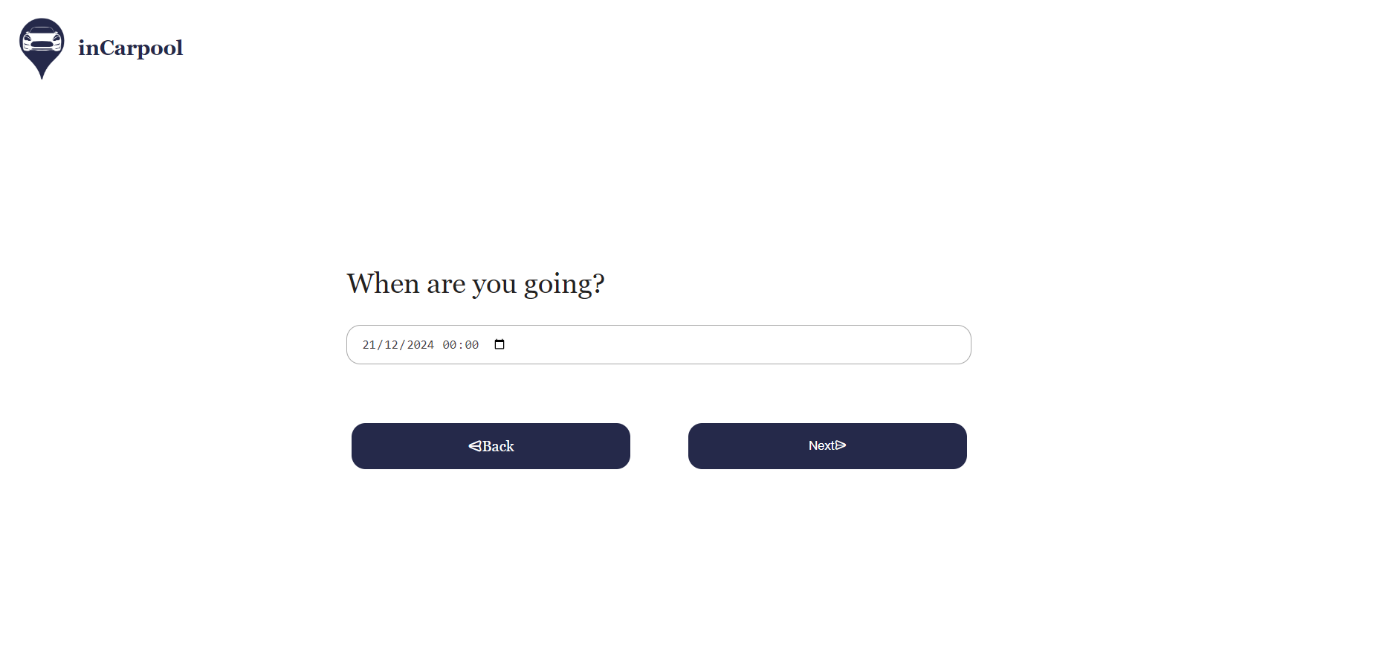 inCarpool
When are you going?
21/12/2024 00:00
Back
Next